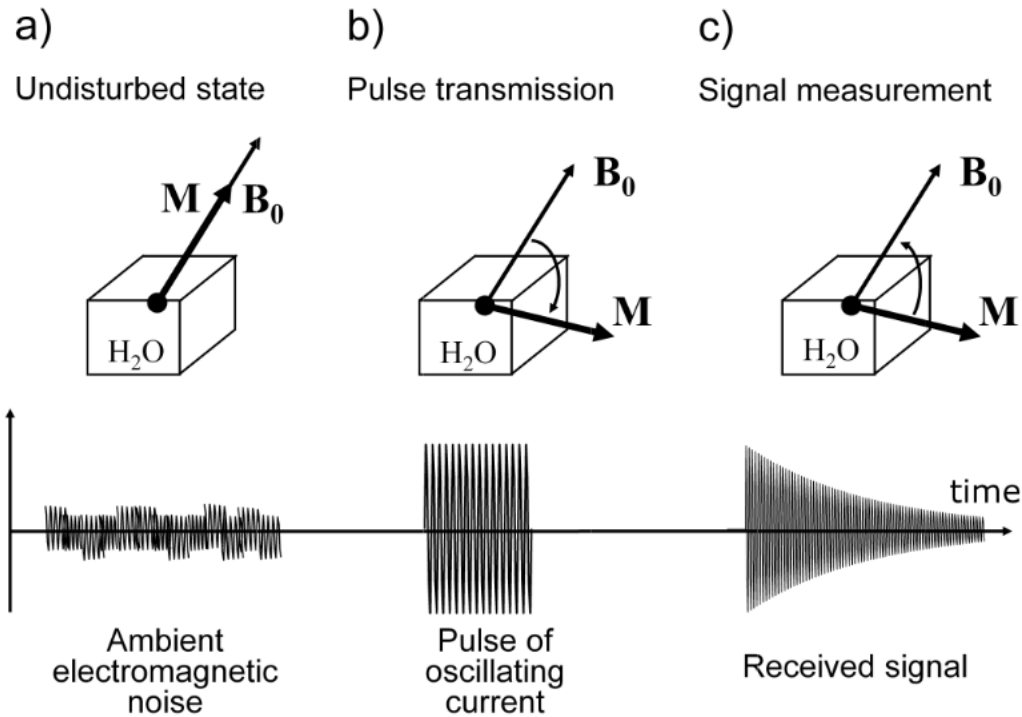 a)
Undisturbed state
M
B₀
H₂O
b)
Pulse transmission
B₀
M
H₂O
c)
Signal measurement
B₀
M
H₂O
time
Ambient
electromagnetic
noise
Pulse of
oscillating
current
Received signal